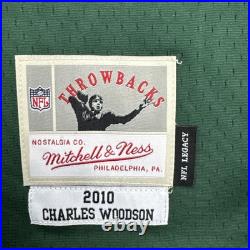 THROWBACKS
NFL
NOSTALGIA CO.
Mitchell & Ness
PHILADELPHIA, PA.
NFL LEGACY
2010
CHARLES WOODSON